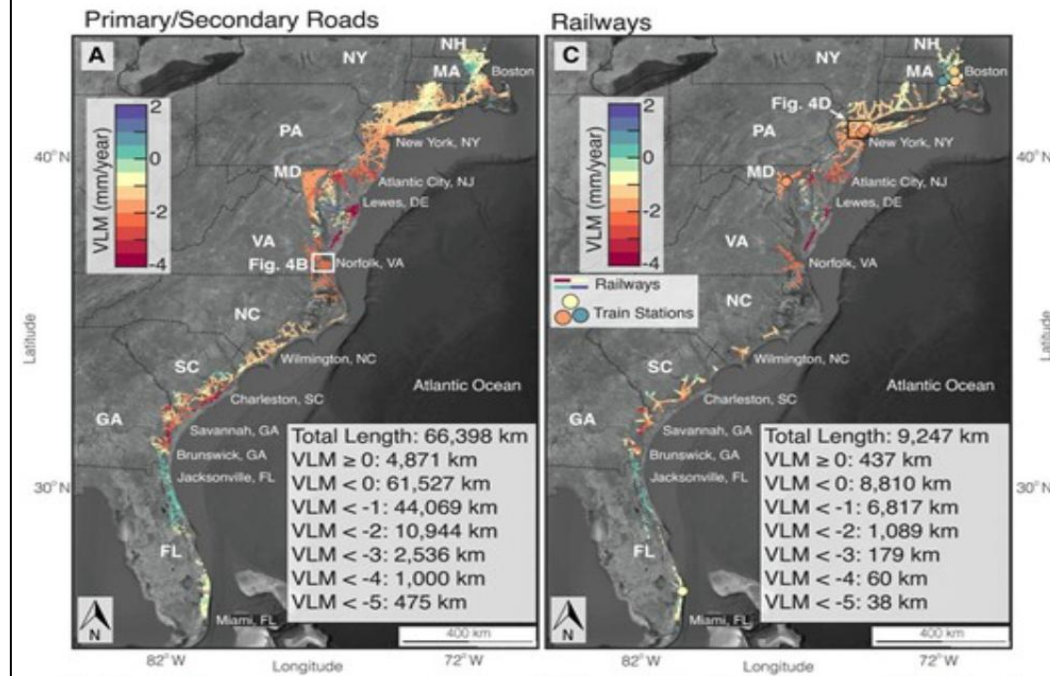 Primary/Secondary Roads
A
NY
NH
MA
Boston
2
0
-2
-4
VLM (mm/year)
PA
New York, NY
40°N
MD
Atlantic City, NJ
Lewes, DE
VA
Fig. 4B
Norfolk, VA
NC
Wilmington, NC
SC
Charleston, SC
Atlantic Ocean
GA
Savannah, GA
Brunswick, GA
Jacksonville, FL
30°N
FL
Miami, FL
Total Length: 66,398 km
VLM ≥ 0: 4,871 km
VLM < 0: 61,527 km
VLM < -1: 44,069 km
VLM < -2: 10,944 km
VLM < -3: 2,536 km
VLM < -4: 1,000 km
VLM < -5: 475 km
N
400 km
82°W
Longitude
72°W
Latitude
Railways
C
NY
NH
MA
Boston
Fig. 4D
2
0
-2
-4
VLM (mm/year)
PA
New York, NY
40°N
MD
Atlantic City, NJ
Lewes, DE
VA
Norfolk, VA
Railways
Train Stations
NC
Wilmington, NC
SC
Charleston, SC
Atlantic Ocean
GA
Savannah, GA
Brunswick, GA
Jacksonville, FL
30°N
FL
Miami, FL
Total Length: 9,247 km
VLM ≥ 0: 437 km
VLM < 0: 8,810 km
VLM < -1: 6,817 km
VLM < -2: 1,089 km
VLM < -3: 179 km
VLM < -4: 60 km
VLM < -5: 38 km
N
400 km
82°W
Longitude
72°W
Latitude